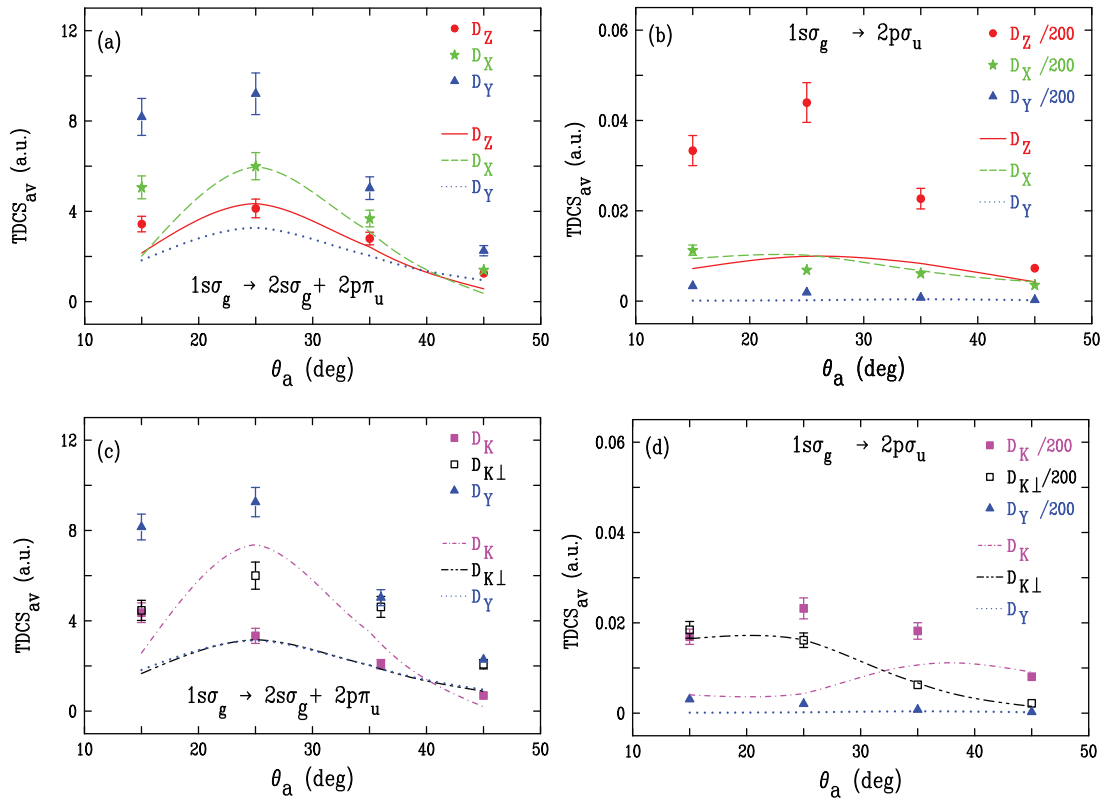 (a)
D_Z
D_X
D_Y
D_Z
D_X
D_Y
1sσ_g → 2sσ_g + 2pπ_u
12
8
4
0
TDCS_av (a.u.)
10 20 30 40 50
θ_a (deg)
(b)
1sσ_g → 2pσ_u
D_Z /200
D_X /200
D_Y /200
D_Z
D_X
D_Y
0.06
0.04
0.02
0
TDCS_av (a.u.)
10 20 30 40 50
θ_a (deg)
(c)
D_K
D_K⊥
D_Y
D_K
D_K⊥
D_Y
1sσ_g → 2sσ_g + 2pπ_u
12
8
4
0
TDCS_av (a.u.)
10 20 30 40 50
θ_a (deg)
(d)
1sσ_g → 2pσ_u
D_K /200
D_K⊥ /200
D_Y /200
D_K
D_K⊥
D_Y
0.06
0.04
0.02
0
TDCS_av (a.u.)
10 20 30 40 50
θ_a (deg)